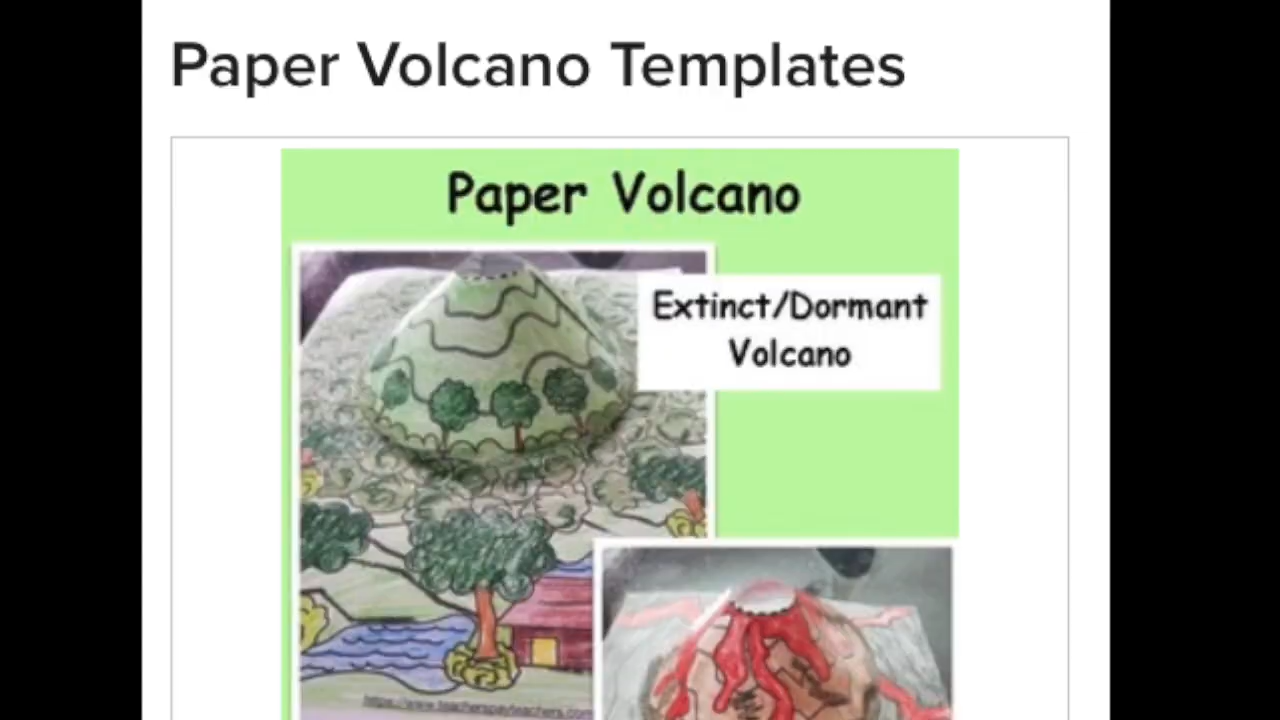 Paper Volcano Templates
Paper Volcano
Extinct/Dormant
Volcano